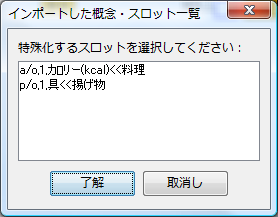 インポートした概念・スロット一覧
特殊化するスロットを選択してください：
a/o,1,カロリー(kcal)<<料理
p/o,1,具<<揚げ物
了解
取消し